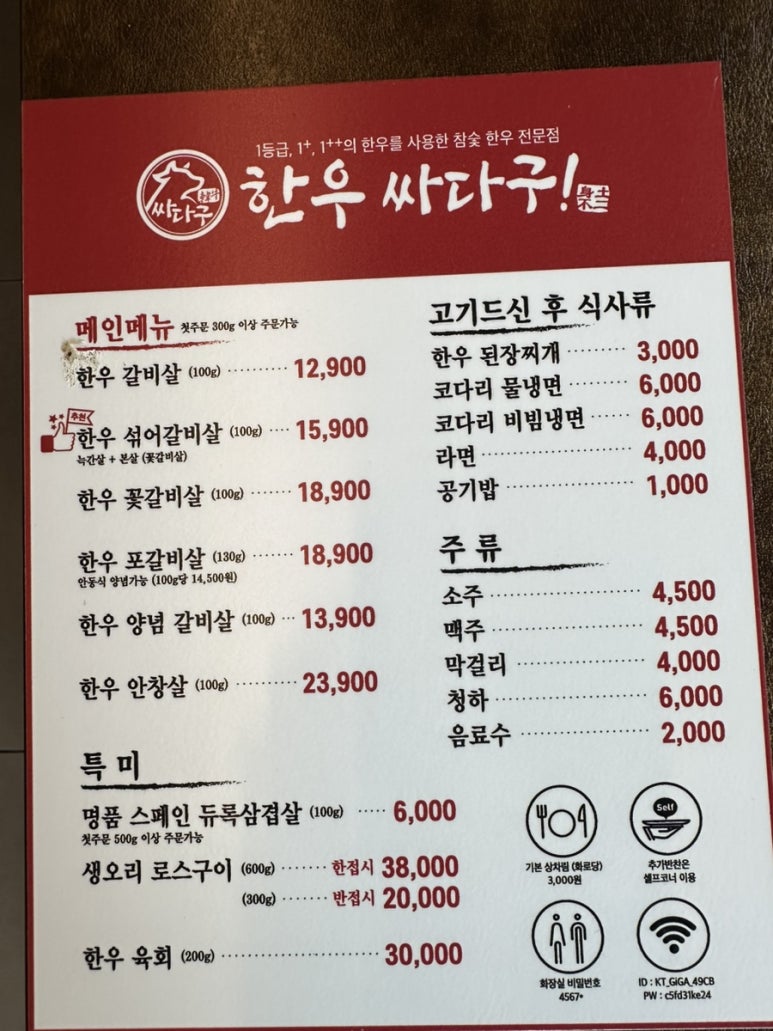 1등급, 1+, 1++의 한우를 사용한 참숯 한우 전문점
싸다구
한우 싸다구!
메인메뉴 첫주문 300g 이상 주문가능
한우 갈비살 (100g) ·········· 12,900
추천
한우 섞어갈비살 (100g) ···· 15,900
늑간살 + 본살 (꽃갈비살)
한우 꽃갈비살 (100g) ······· 18,900
한우 포갈비살 (130g) ······· 18,900
안동식 양념가능 (100g당 14,500원)
한우 양념 갈비살 (100g) ··· 13,900
한우 안창살 (100g) ··········· 23,900
특미
명품 스페인 듀록삼겹살 (100g) ····· 6,000
첫주문 500g 이상 주문가능
생오리 로스구이 (600g) ······· 한접시 38,000
(300g) ······· 반접시 20,000
한우 육회 (200g) ······················ 30,000
고기드신 후 식사류
한우 된장찌개 ········· 3,000
코다리 물냉면 ········· 6,000
코다리 비빔냉면 ······ 6,000
라면 ······················ 4,000
공기밥 ··················· 1,000
주류
소주 ······················ 4,500
맥주 ······················ 4,500
막걸리 ··················· 4,000
청하 ······················ 6,000
음료수 ··················· 2,000
기본 상차림 (화로당)
3,000원
Self
추가반찬은
셀프코너 이용
화장실 비밀번호
4567*
ID : KT_GiGA_49CB
PW : c5fd31ke24